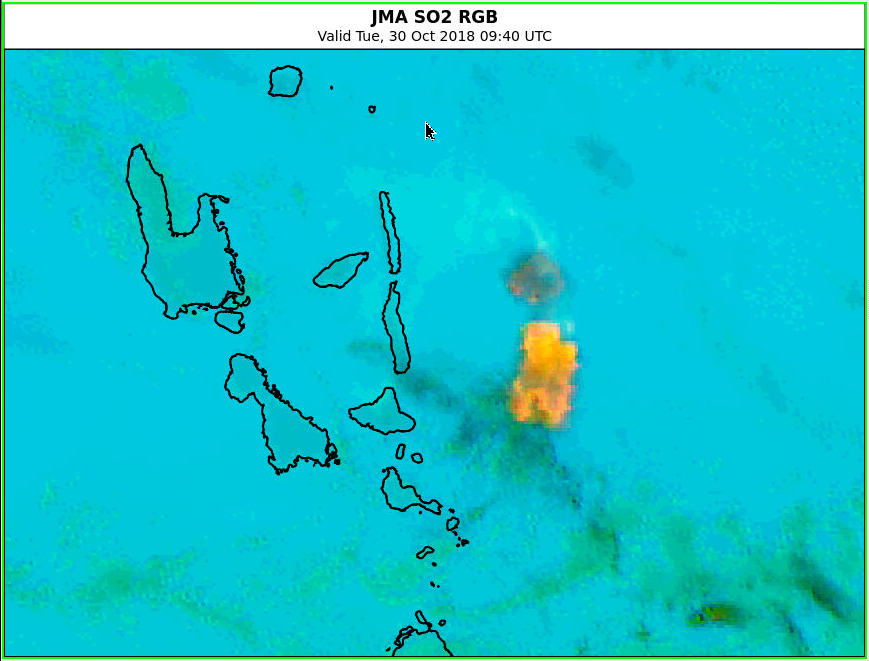 JMA SO2 RGB
Valid Tue, 30 Oct 2018 09:40 UTC